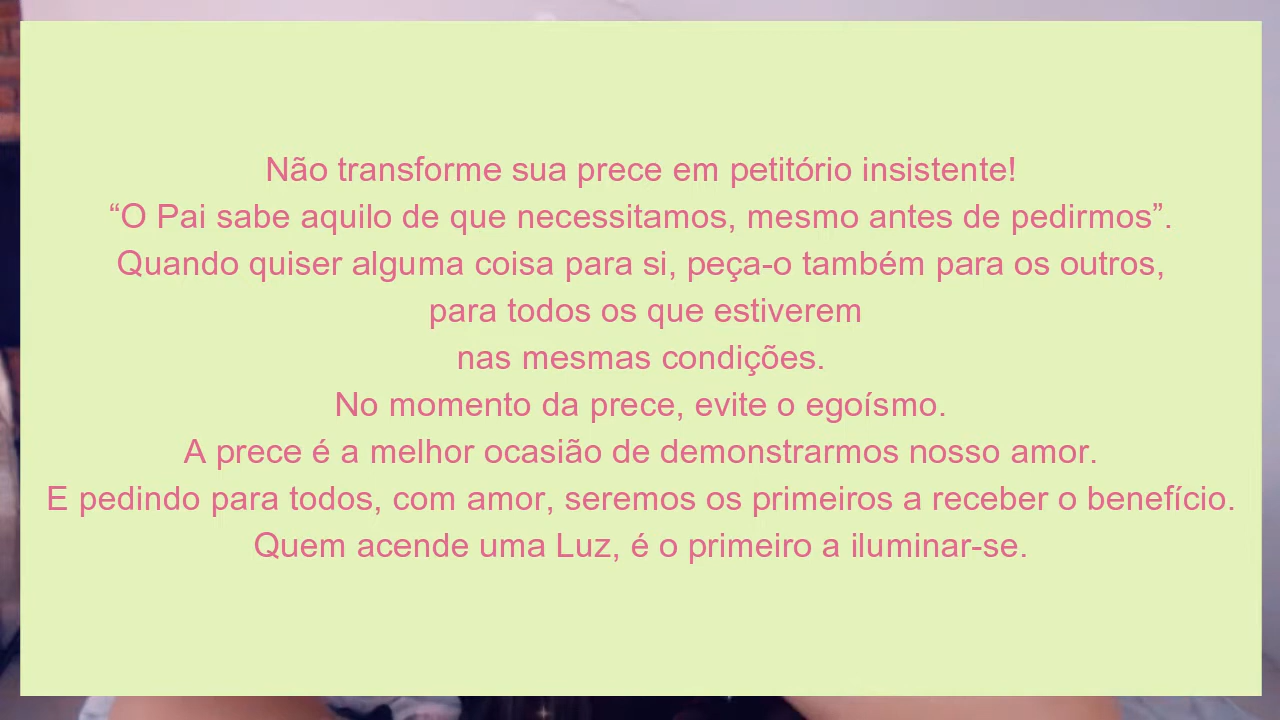 Não transforme sua prece em petitório insistente!
“O Pai sabe aquilo de que necessitamos, mesmo antes de pedirmos”.
Quando quiser alguma coisa para si, peça-o também para os outros,
para todos os que estiverem
nas mesmas condições.
No momento da prece, evite o egoísmo.
A prece é a melhor ocasião de demonstrarmos nosso amor.
E pedindo para todos, com amor, seremos os primeiros a receber o benefício.
Quem acende uma Luz, é o primeiro a iluminar-se.